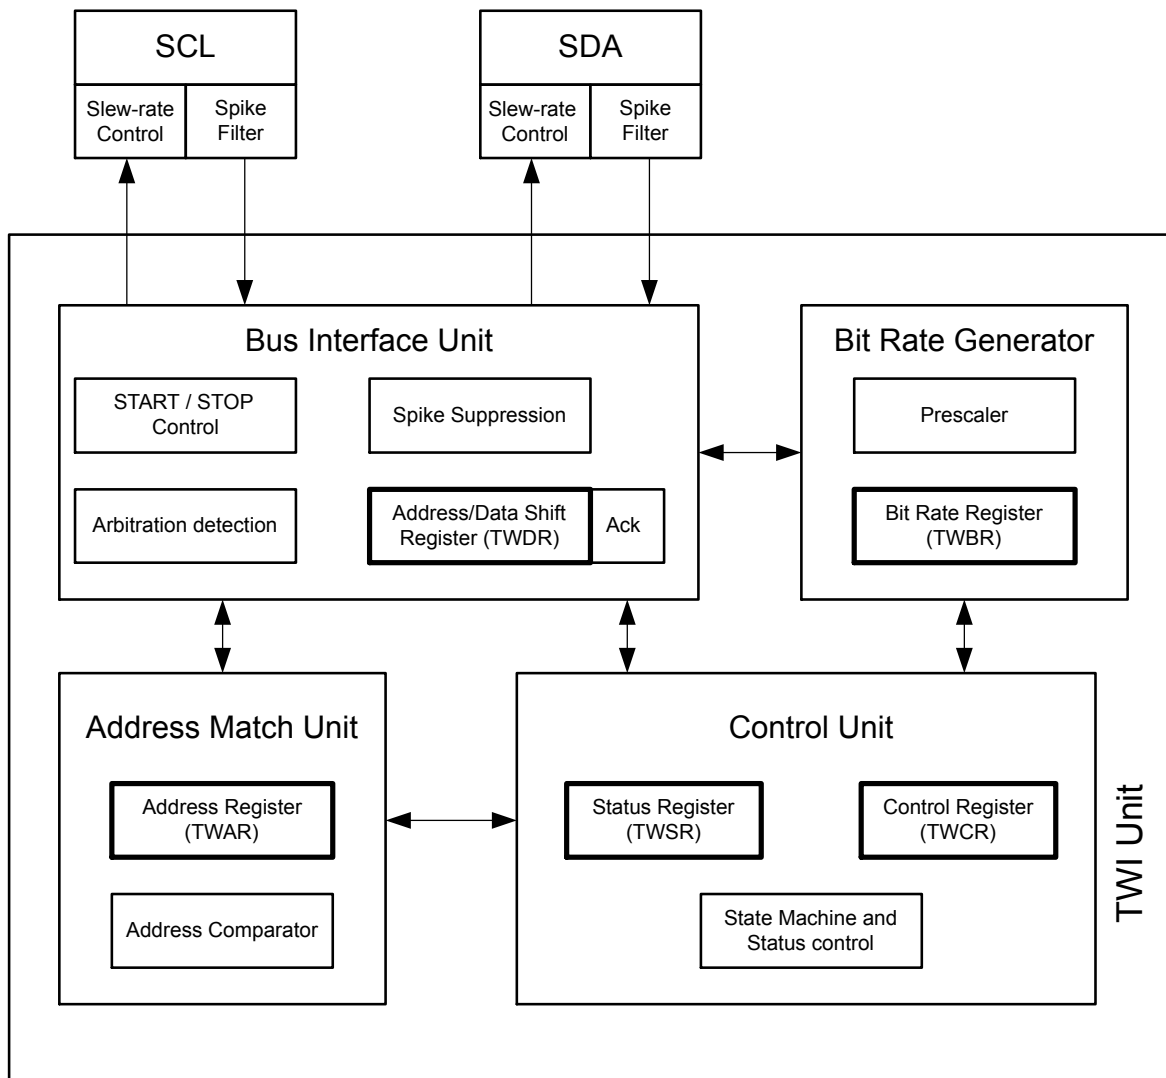 SCL
Slew-rate
Control
Spike
Filter
SDA
Slew-rate
Control
Spike
Filter
Bus Interface Unit
START / STOP
Control
Spike Suppression
Arbitration detection
Address/Data Shift
Register (TWDR)
Ack
Bit Rate Generator
Prescaler
Bit Rate Register
(TWBR)
Address Match Unit
Address Register
(TWAR)
Address Comparator
Control Unit
Status Register
(TWSR)
Control Register
(TWCR)
State Machine and
Status control
TWI Unit